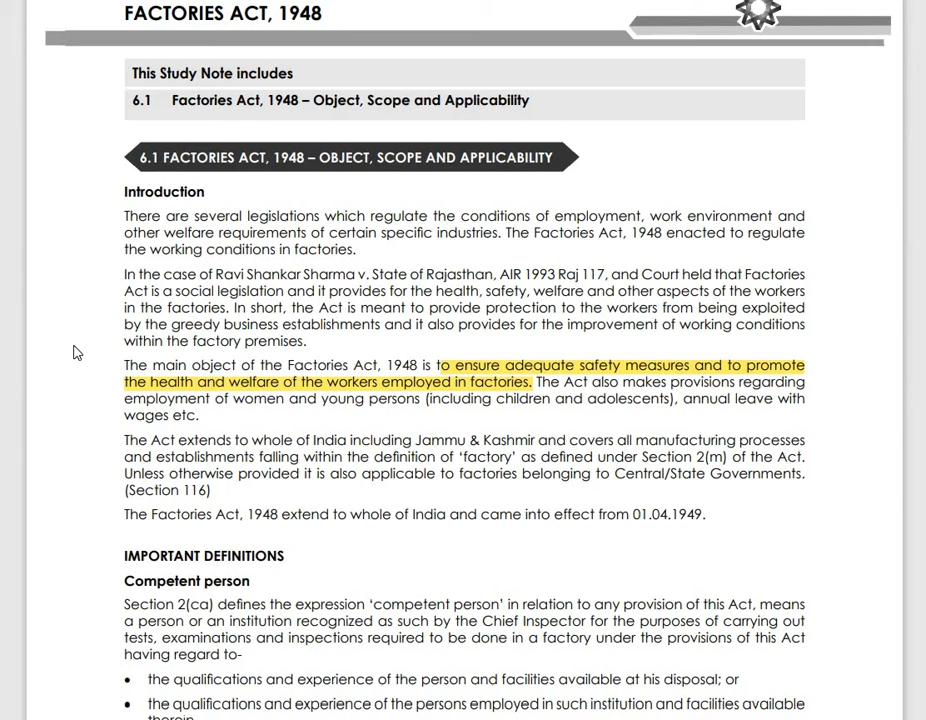 FACTORIES ACT, 1948
This Study Note includes
6.1 Factories Act, 1948 – Object, Scope and Applicability
6.1 FACTORIES ACT, 1948 – OBJECT, SCOPE AND APPLICABILITY
Introduction
There are several legislations which regulate the conditions of employment, work environment and
other welfare requirements of certain specific industries. The Factories Act, 1948 enacted to regulate
the working conditions in factories.
In the case of Ravi Shankar Sharma v. State of Rajasthan, AIR 1993 Raj 117, and Court held that Factories
Act is a social legislation and it provides for the health, safety, welfare and other aspects of the workers
in the factories. In short, the Act is meant to provide protection to the workers from being exploited
by the greedy business establishments and it also provides for the improvement of working conditions
within the factory premises.
The main object of the Factories Act, 1948 is to ensure adequate safety measures and to promote
the health and welfare of the workers employed in factories. The Act also makes provisions regarding
employment of women and young persons (including children and adolescents), annual leave with
wages etc.
The Act extends to whole of India including Jammu & Kashmir and covers all manufacturing processes
and establishments falling within the definition of ‘factory’ as defined under Section 2(m) of the Act.
Unless otherwise provided it is also applicable to factories belonging to Central/State Governments.
(Section 116)
The Factories Act, 1948 extend to whole of India and came into effect from 01.04.1949.
IMPORTANT DEFINITIONS
Competent person
Section 2(ca) defines the expression ‘competent person’ in relation to any provision of this Act, means
a person or an institution recognized as such by the Chief Inspector for the purposes of carrying out
tests, examinations and inspections required to be done in a factory under the provisions of this Act
having regard to-
• the qualifications and experience of the person and facilities available at his disposal; or
• the qualifications and experience of the persons employed in such institution and facilities available
therein